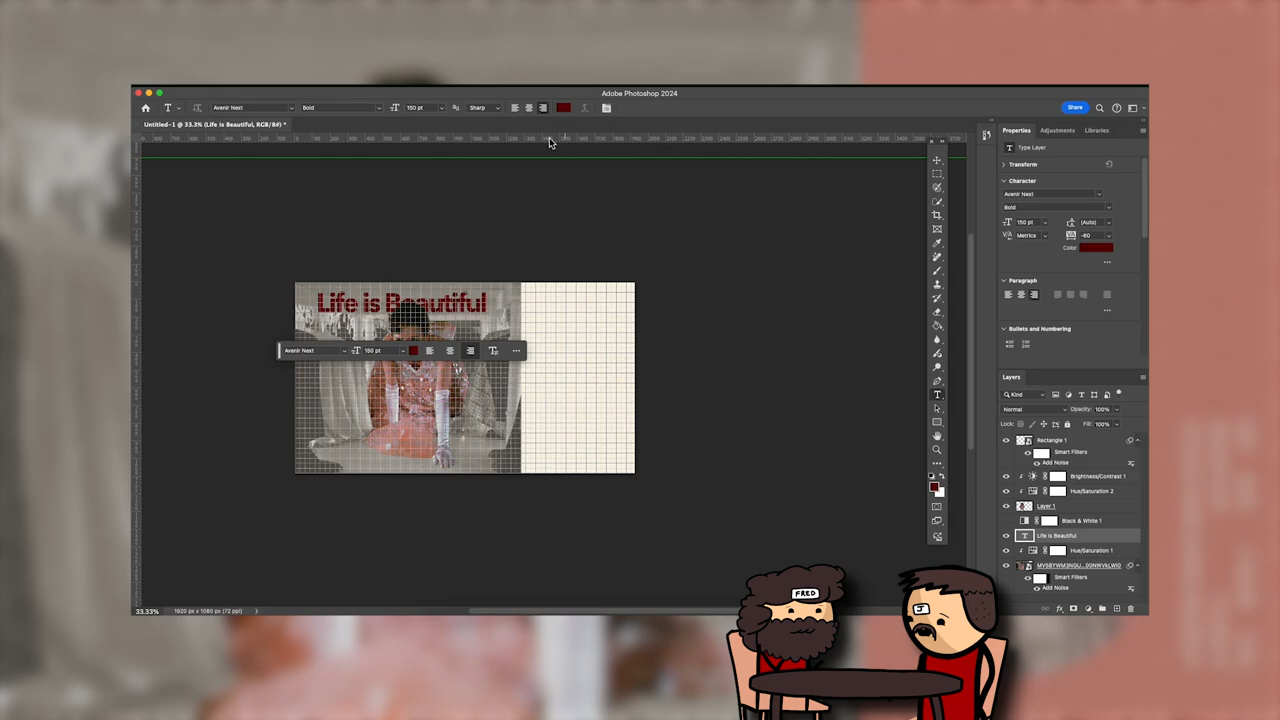 Adobe Photoshop 2024
Avenir Next
Bold
150 pt
Sharp
Share
Untitled-1 @ 33.3% (Life is Beautiful, RGB/8#) *
Properties
Adjustments
Libraries
Type Layer
Transform
Character
Avenir Next
Bold
150 pt
(Auto)
Metrics
-60
Color
Paragraph
Bullets and Numbering
Life is Beautiful
Avenir Next
150 pt
Layers
Kind
Normal
Opacity: 100%
Lock:
Fill: 100%
Rectangle 1
Smart Filters
Add Noise
Brightness/Contrast 1
Hue/Saturation 2
Layer 1
Black & White 1
Life is Beautiful
Hue/Saturation 1
Smart Filters
Add Noise
33.33%
1920 px x 1080 px (72 ppi)
FRED
J